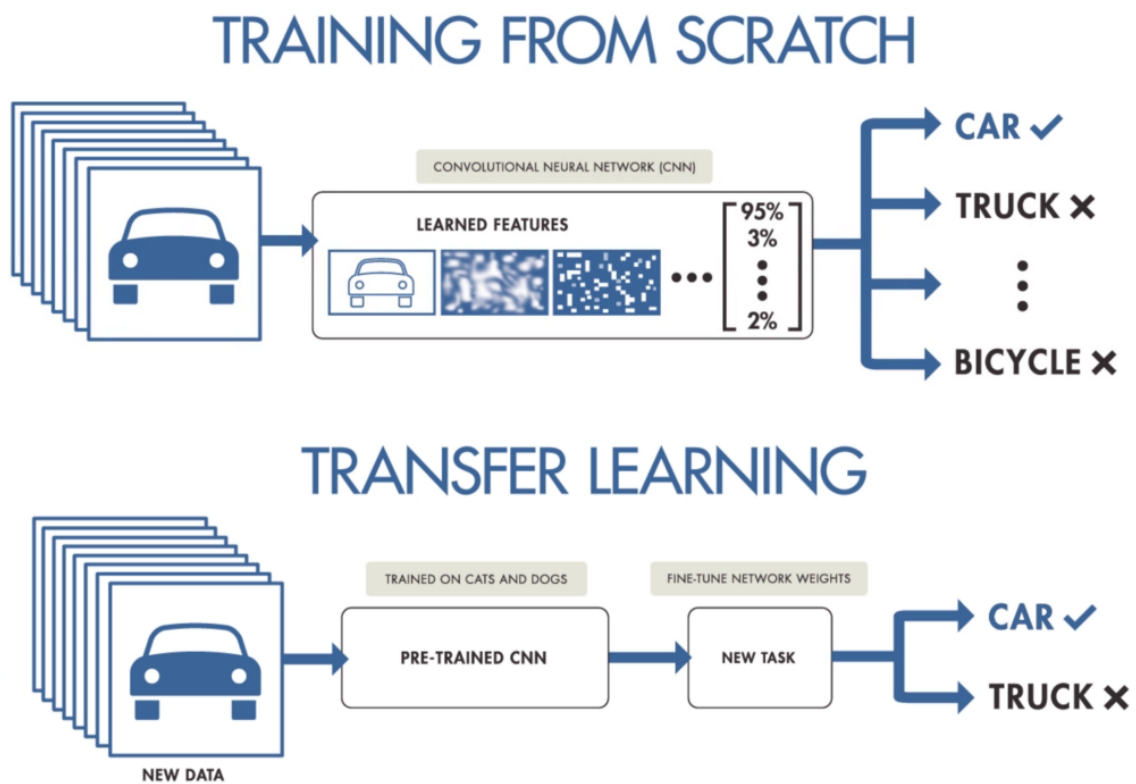 TRAINING FROM SCRATCH
CONVOLUTIONAL NEURAL NETWORK (CNN)
LEARNED FEATURES
95%
3%
2%
CAR
TRUCK
BICYCLE
TRANSFER LEARNING
TRAINED ON CATS AND DOGS
FINE-TUNE NETWORK WEIGHTS
PRE-TRAINED CNN
NEW TASK
CAR
TRUCK
NEW DATA